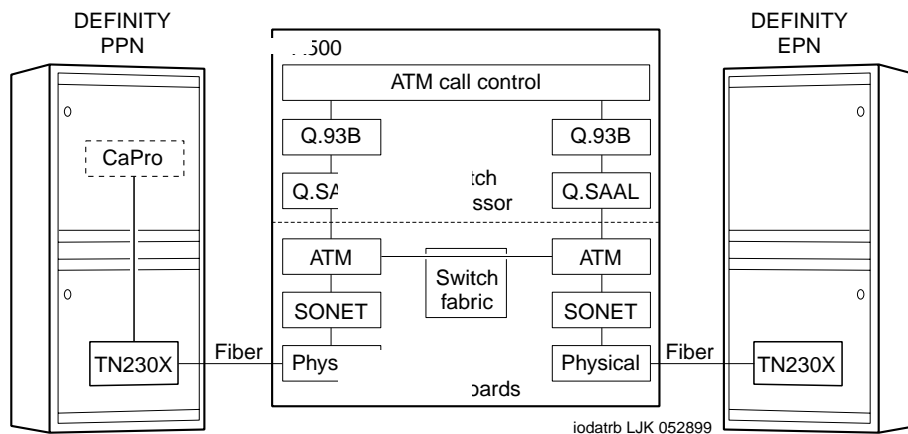 DEFINITY
PPN
DEFINITY
EPN
ATM call control
Q.93B
Q.93B
CaPro
Q.SAAL
ATM
ATM
Switch
fabric
SONET
SONET
TN230X
Fiber
Physical
Fiber
TN230X
iodatrb LJK 052899